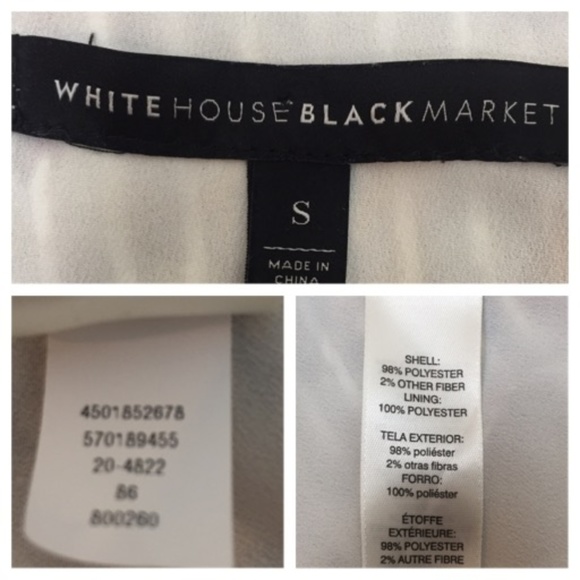 WHITE HOUSE BLACK MARKET
S
MADE IN
CHINA
4501852678
570189455
20-4822
86
800260
SHELL:
98% POLYESTER
2% OTHER FIBER
LINING:
100% POLYESTER
TELA EXTERIOR:
98% poliéster
2% otras fibras
FORRO:
100% poliéster
ÉTOFFE
EXTÉRIEURE:
98% POLYESTER
2% AUTRE FIBRE